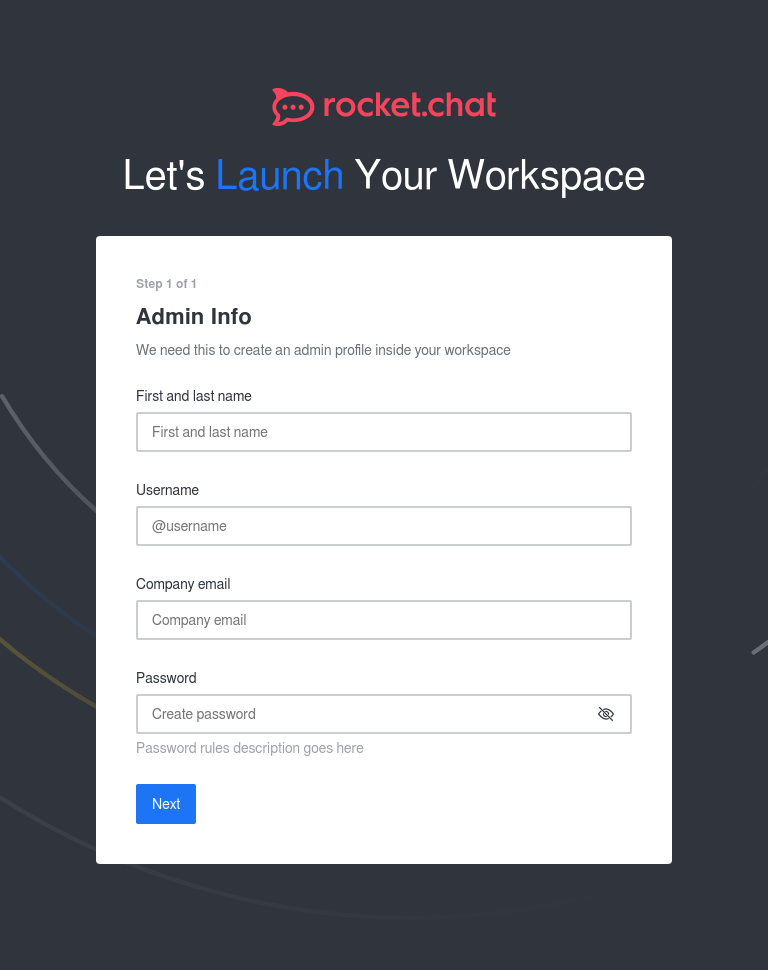 rocket.chat
Let's Launch Your Workspace
Step 1 of 1
Admin Info
We need this to create an admin profile inside your workspace
First and last name
First and last name
Username
@username
Company email
Company email
Password
Create password
Password rules description goes here
Next